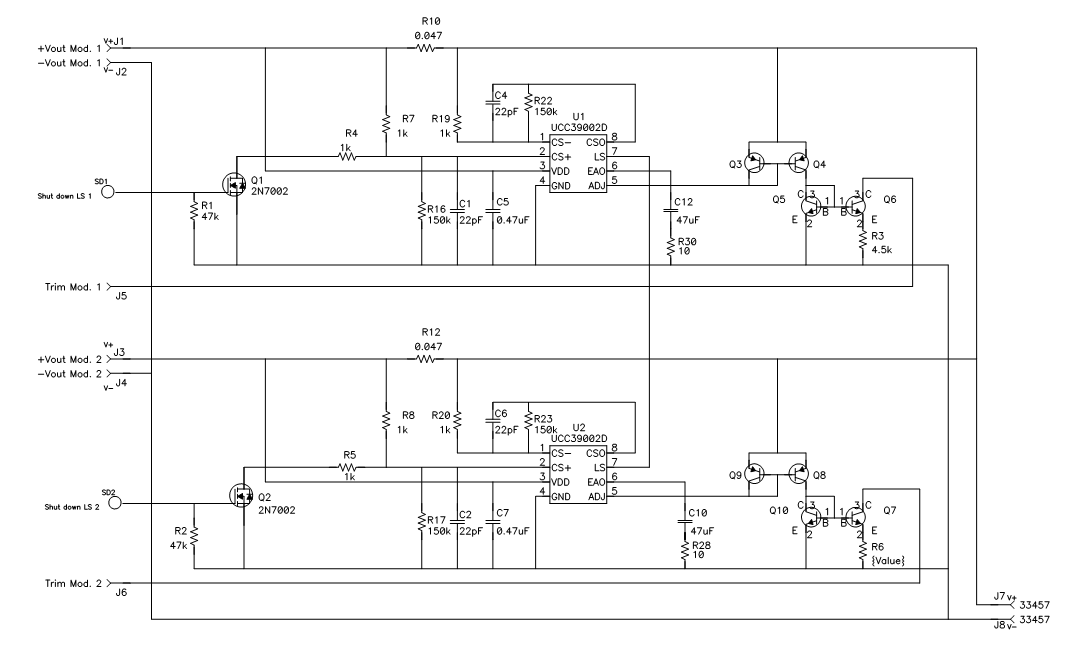 R10
0.047
+Vout Mod. 1
V+ J1
-Vout Mod. 1
V- J2
C4
22pF
R22
150k
U1
UCC39002D
R7
1k
R19
1k
R4
1k
1 CS- CSO 8
2 CS+ LS 7
3 VDD EAO 6
4 GND ADJ 5
Q3
Q4
SD1
Shut down LS 1
Q1
2N7002
R1
47k
R16
150k
C1
22pF
C5
0.47uF
C12
47uF
R30
10
Q5
C
3
1
B
E
2
Q6
C
3
1
B
E
2
R3
4.5k
Trim Mod. 1
J5
R12
0.047
V+
J3
+Vout Mod. 2
-Vout Mod. 2
V- J4
C6
22pF
R23
150k
U2
UCC39002D
R8
1k
R20
1k
R5
1k
1 CS- CSO 8
2 CS+ LS 7
3 VDD EAO 6
4 GND ADJ 5
Q9
Q8
SD2
Shut down LS 2
Q2
2N7002
R2
47k
R17
150k
C2
22pF
C7
0.47uF
C10
47uF
R28
10
Q10
C
3
1
B
E
2
Q7
C
3
1
B
E
2
R6
{Value}
Trim Mod. 2
J6
J7 V+
33457
33457
J8 V-